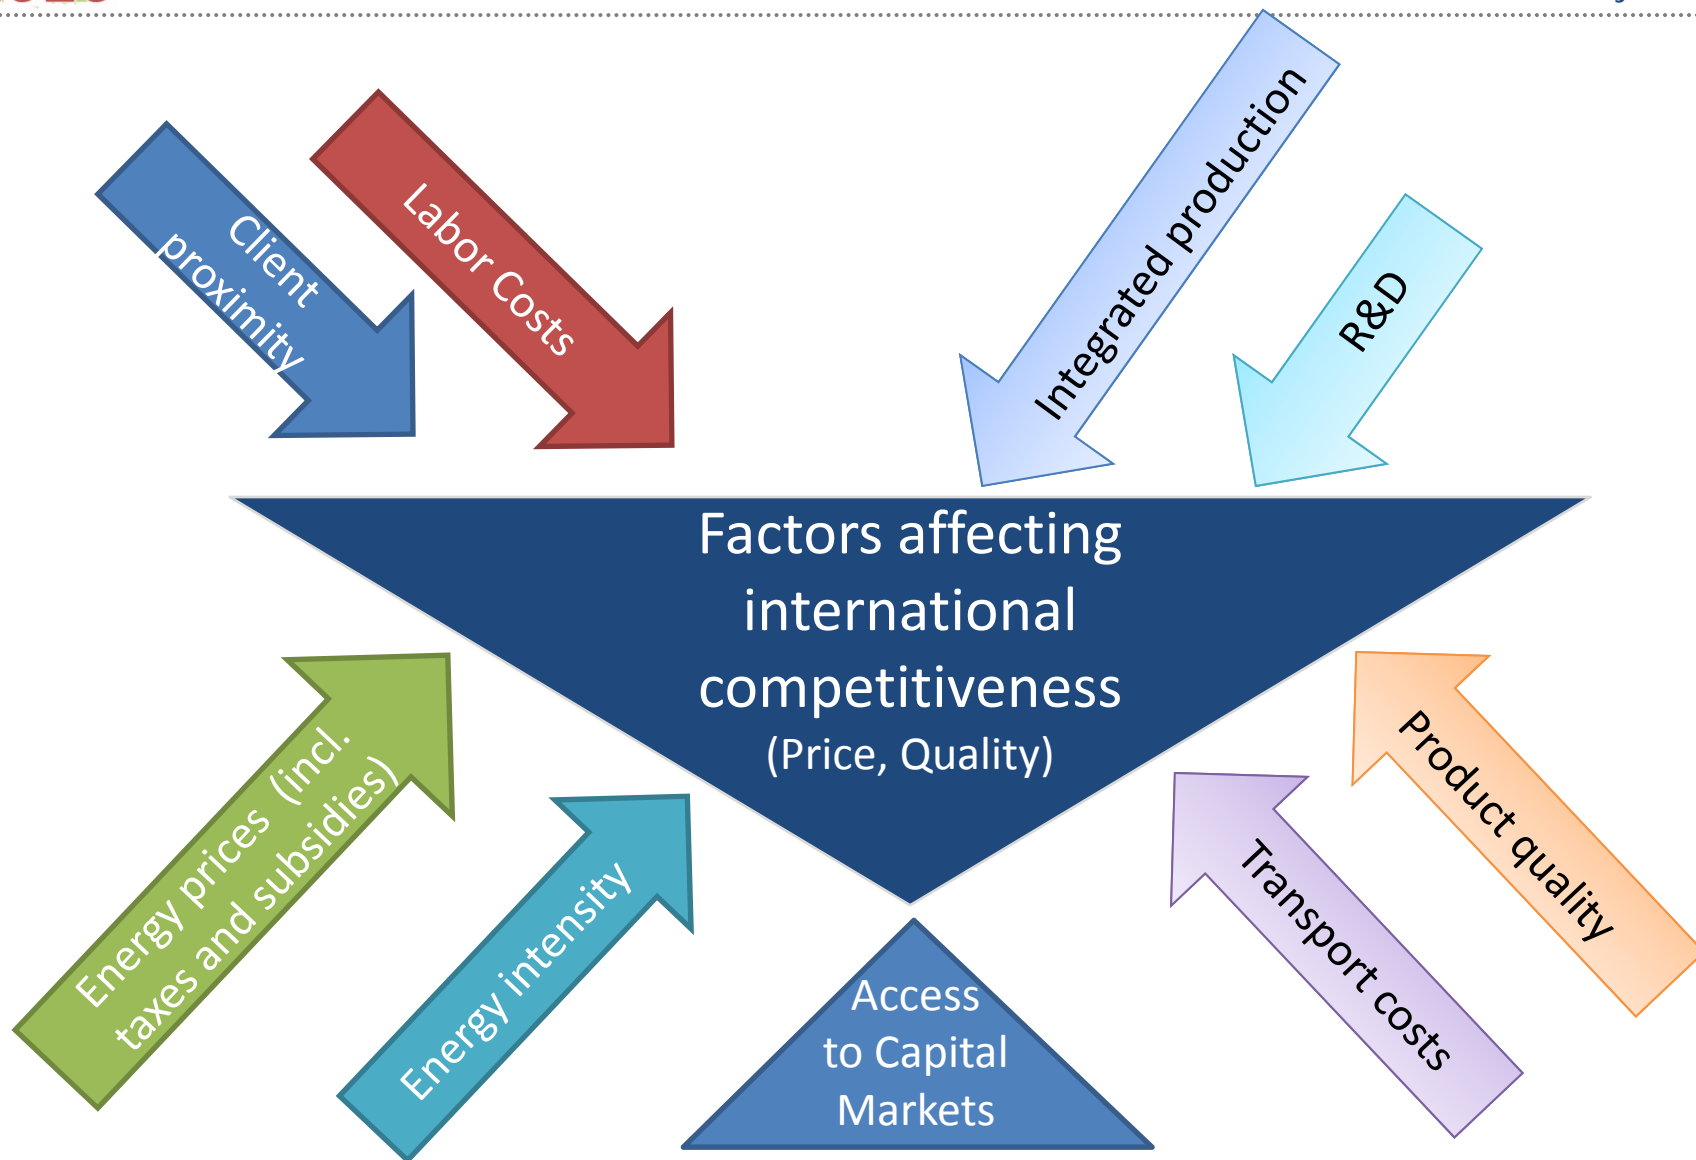 Client
proximity
Labor Costs
Integrated production
R&D
Factors affecting
international
competitiveness
(Price, Quality)
Energy prices (incl.
taxes and subsidies)
Energy intensity
Access
to Capital
Markets
Transport costs
Product quality